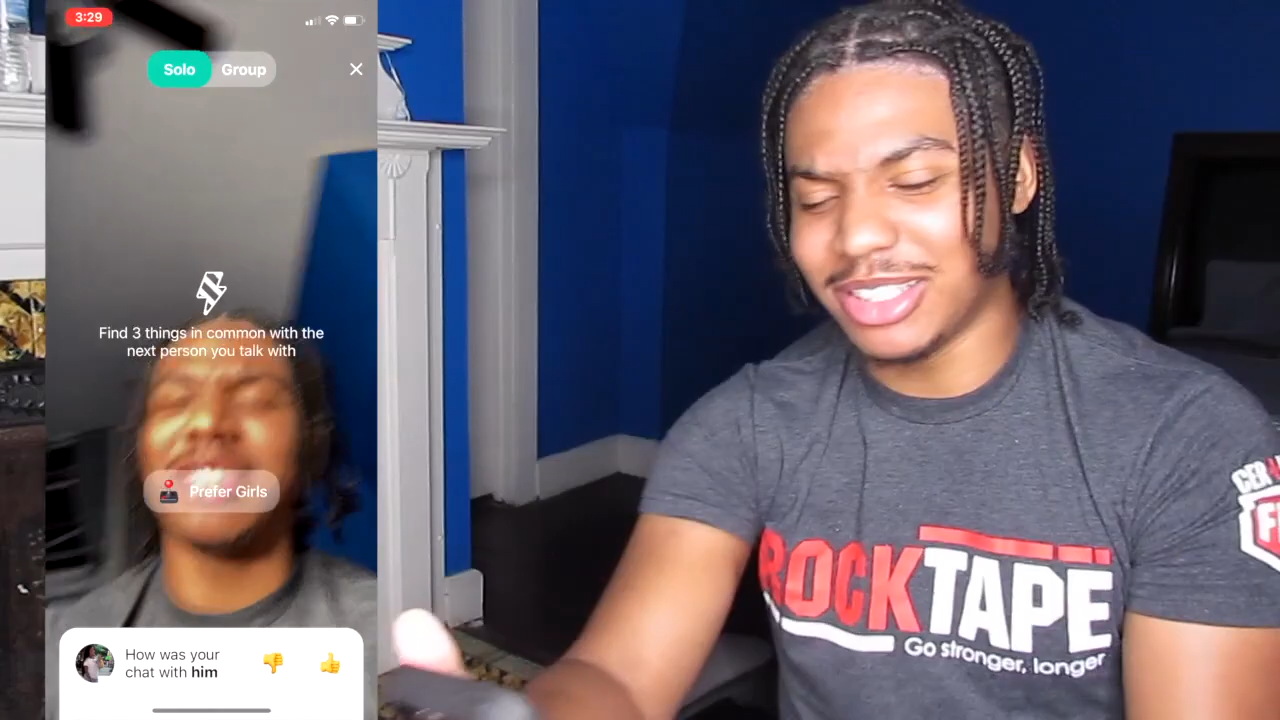 3:29
Solo
Group
Find 3 things in common with the
next person you talk with
Prefer Girls
How was your
chat with him
ROCKTAPE
Go stronger, longer